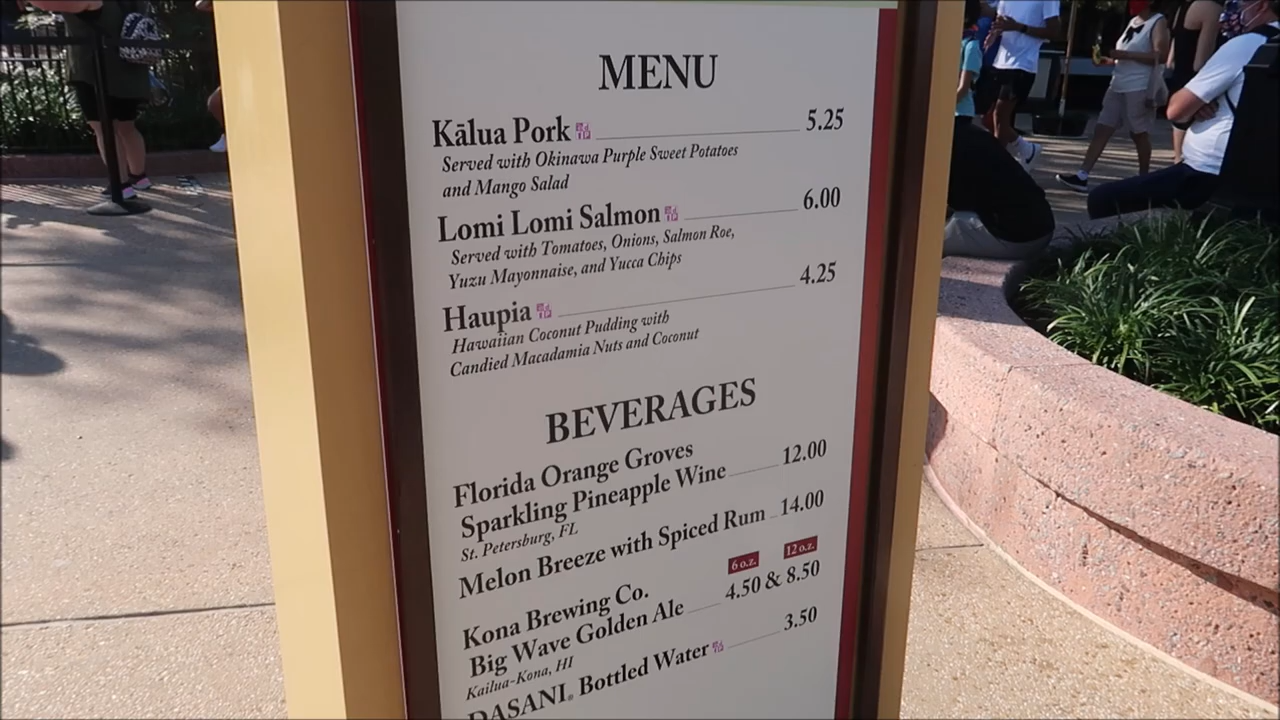 MENU
Kālua Pork 5.25
Served with Okinawa Purple Sweet Potatoes
and Mango Salad
Lomi Lomi Salmon 6.00
Served with Tomatoes, Onions, Salmon Roe,
Yuzu Mayonnaise, and Yucca Chips
Haupia 4.25
Hawaiian Coconut Pudding with
Candied Macadamia Nuts and Coconut
BEVERAGES
Florida Orange Groves
Sparkling Pineapple Wine 12.00
St. Petersburg, FL
Melon Breeze with Spiced Rum 14.00
6 o.z. 12 o.z.
Kona Brewing Co.
Big Wave Golden Ale 4.50 & 8.50
Kailua-Kona, HI
DASANI® Bottled Water 3.50